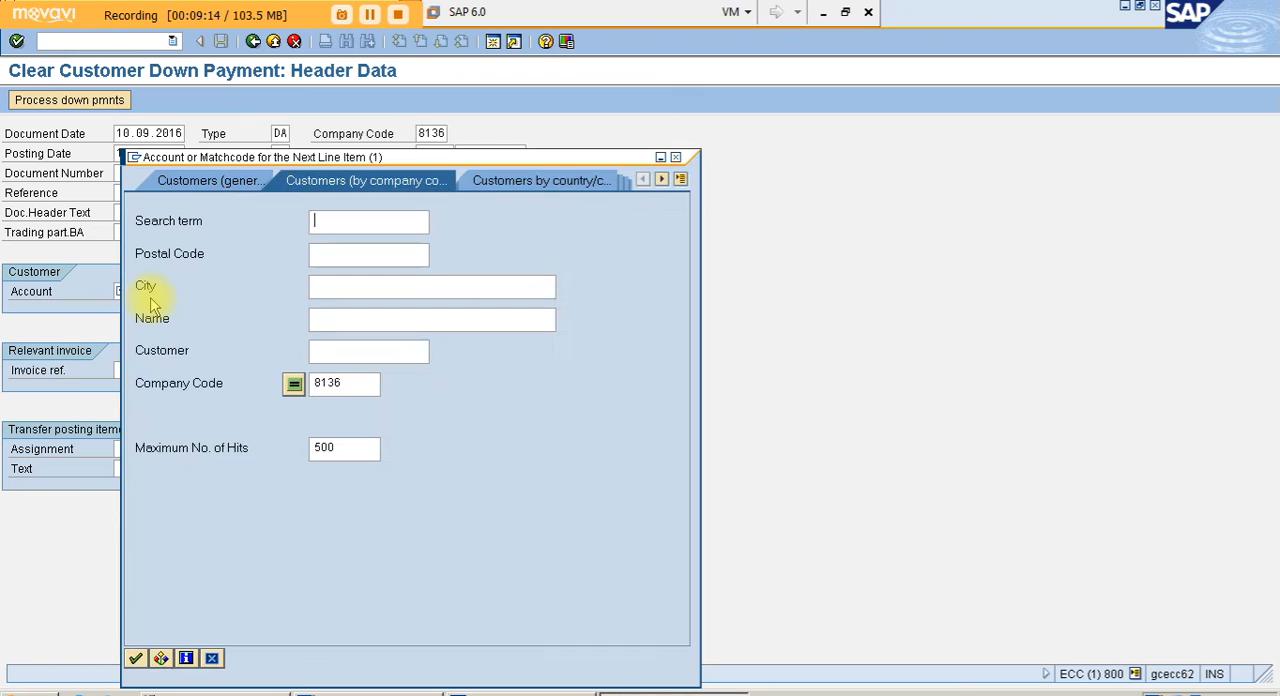 movavi Recording [00:09:14 / 103.5 MB] SAP 6.0 VM
SAP
Clear Customer Down Payment: Header Data
Process down pmnts
Document Date 10.09.2016 Type DA Company Code 8136
Posting Date
Document Number
Reference
Doc.Header Text
Trading part.BA
Customer
Account
Relevant invoice
Invoice ref.
Transfer posting item
Assignment
Text
Account or Matchcode for the Next Line Item (1)
Customers (gener... Customers (by company co... Customers by country/c...
Search term
Postal Code
City
Name
Customer
Company Code 8136
Maximum No. of Hits 500
ECC (1) 800 gcecc62 INS